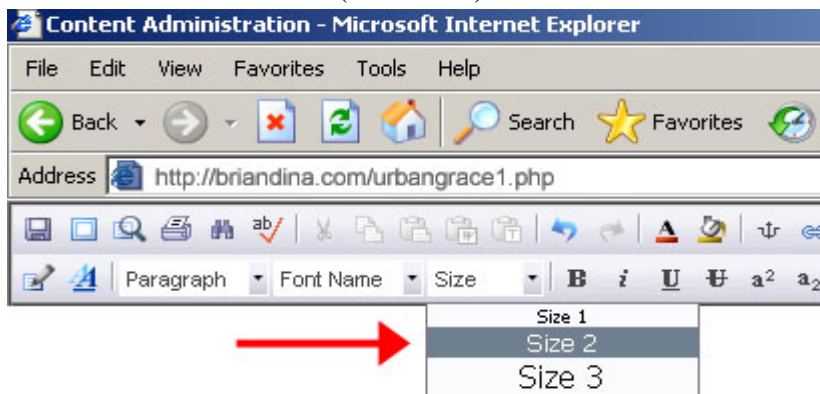 Content Administration - Microsoft Internet Explorer
File Edit View Favorites Tools Help
Back Search Favorites
Address http://briandina.com/urbangrace1.php
Paragraph Font Name Size B i U U a² a₂
Size 1
Size 2
Size 3